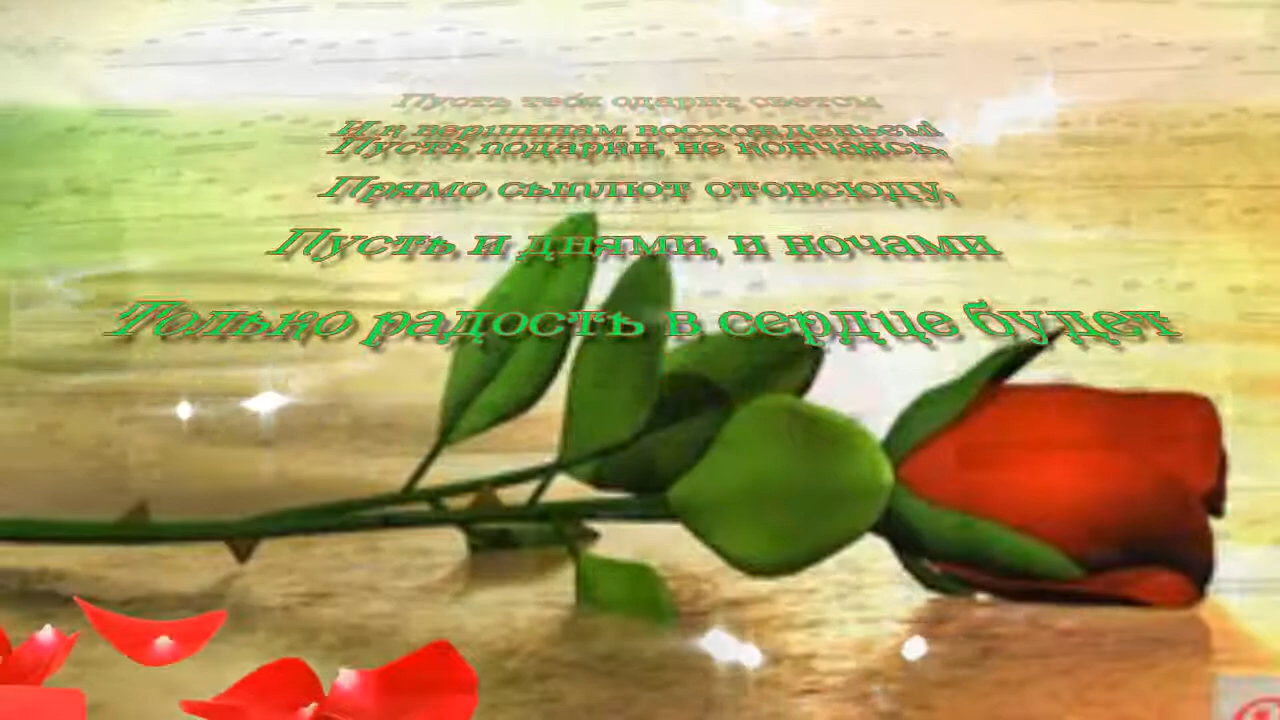 Пусть тебя одарит светом
И к вершинам восхожденьем!
Пусть подарки, не кончаясь,
Прямо сыплют отовсюду,
Пусть и днями, и ночами
Только радость в сердце будет